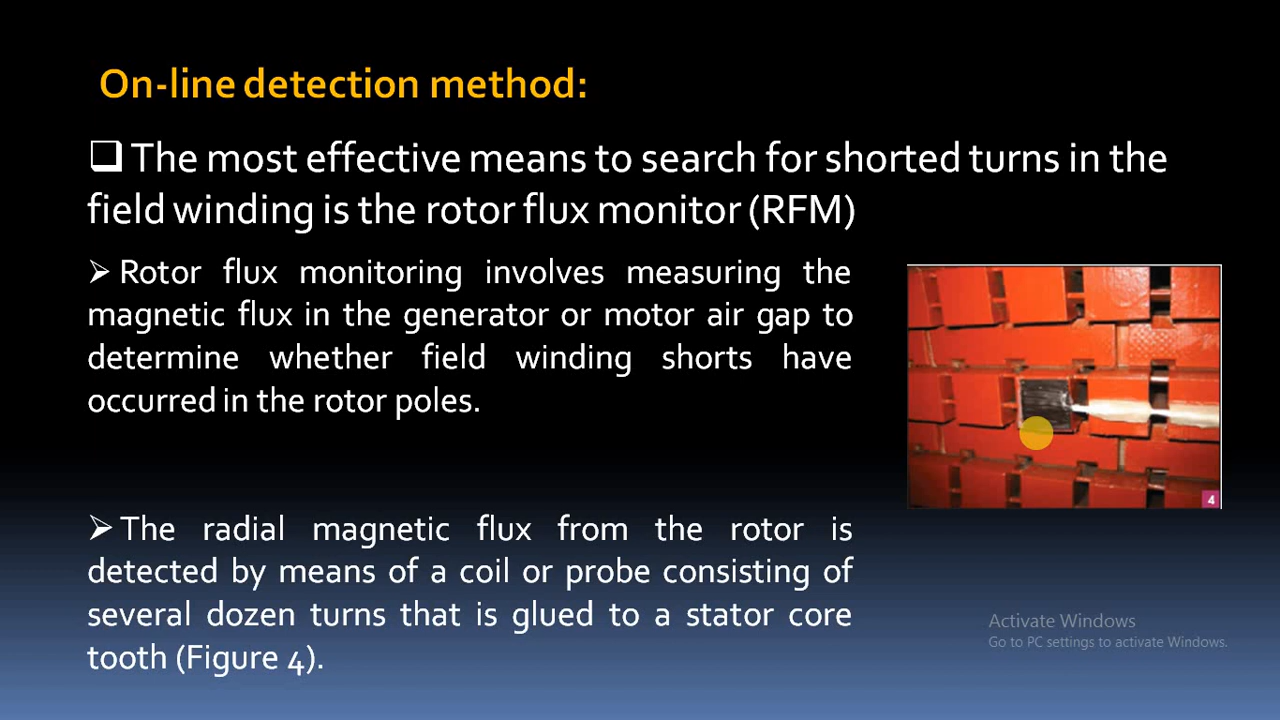 On-line detection method:
❑ The most effective means to search for shorted turns in the
field winding is the rotor flux monitor (RFM)
➢ Rotor flux monitoring involves measuring the
magnetic flux in the generator or motor air gap to
determine whether field winding shorts have
occurred in the rotor poles.
4
➢ The radial magnetic flux from the rotor is
detected by means of a coil or probe consisting of
several dozen turns that is glued to a stator core
tooth (Figure 4).
Activate Windows
Go to PC settings to activate Windows.